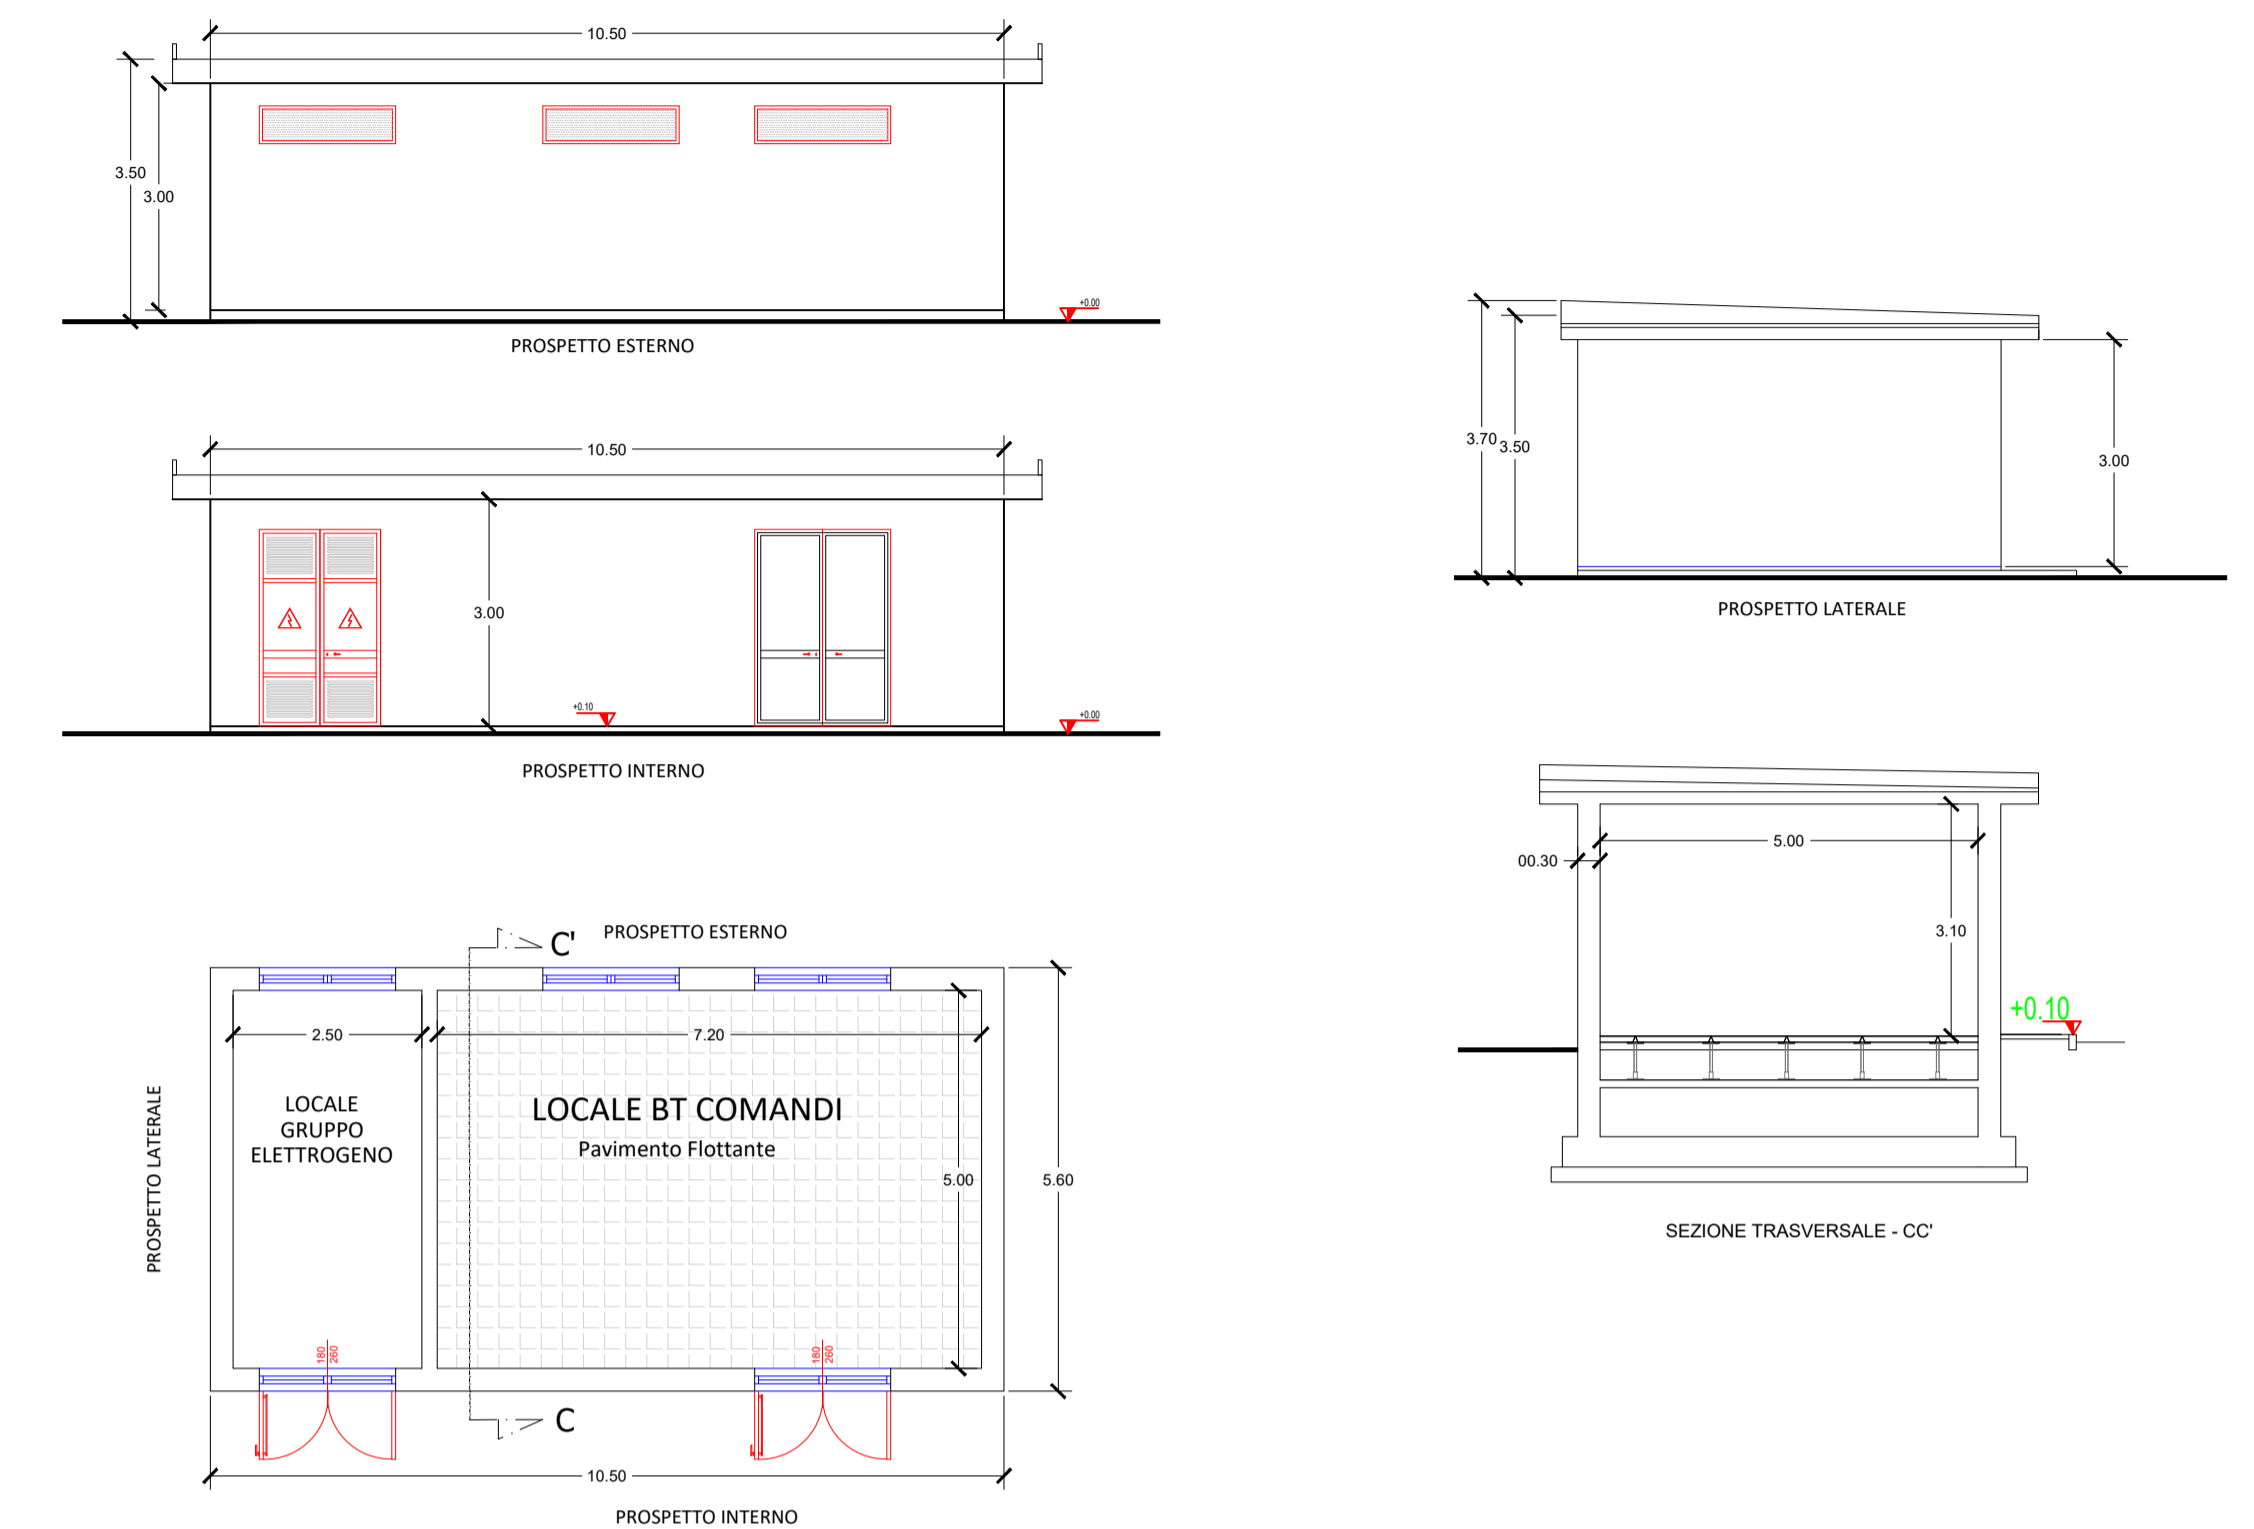 10.50
3.50
3.00
+0.00
PROSPETTO ESTERNO
10.50
3.00
+0.10
+0.00
PROSPETTO INTERNO
3.70
3.50
3.00
PROSPETTO LATERALE
5.00
00.30
3.10
+0.10
SEZIONE TRASVERSALE - CC'
C'
PROSPETTO ESTERNO
2.50
7.20
PROSPETTO LATERALE
LOCALE
GRUPPO
ELETTROGENO
LOCALE BT COMANDI
Pavimento Flottante
5.00
5.60
180
260
180
260
C
10.50
PROSPETTO INTERNO